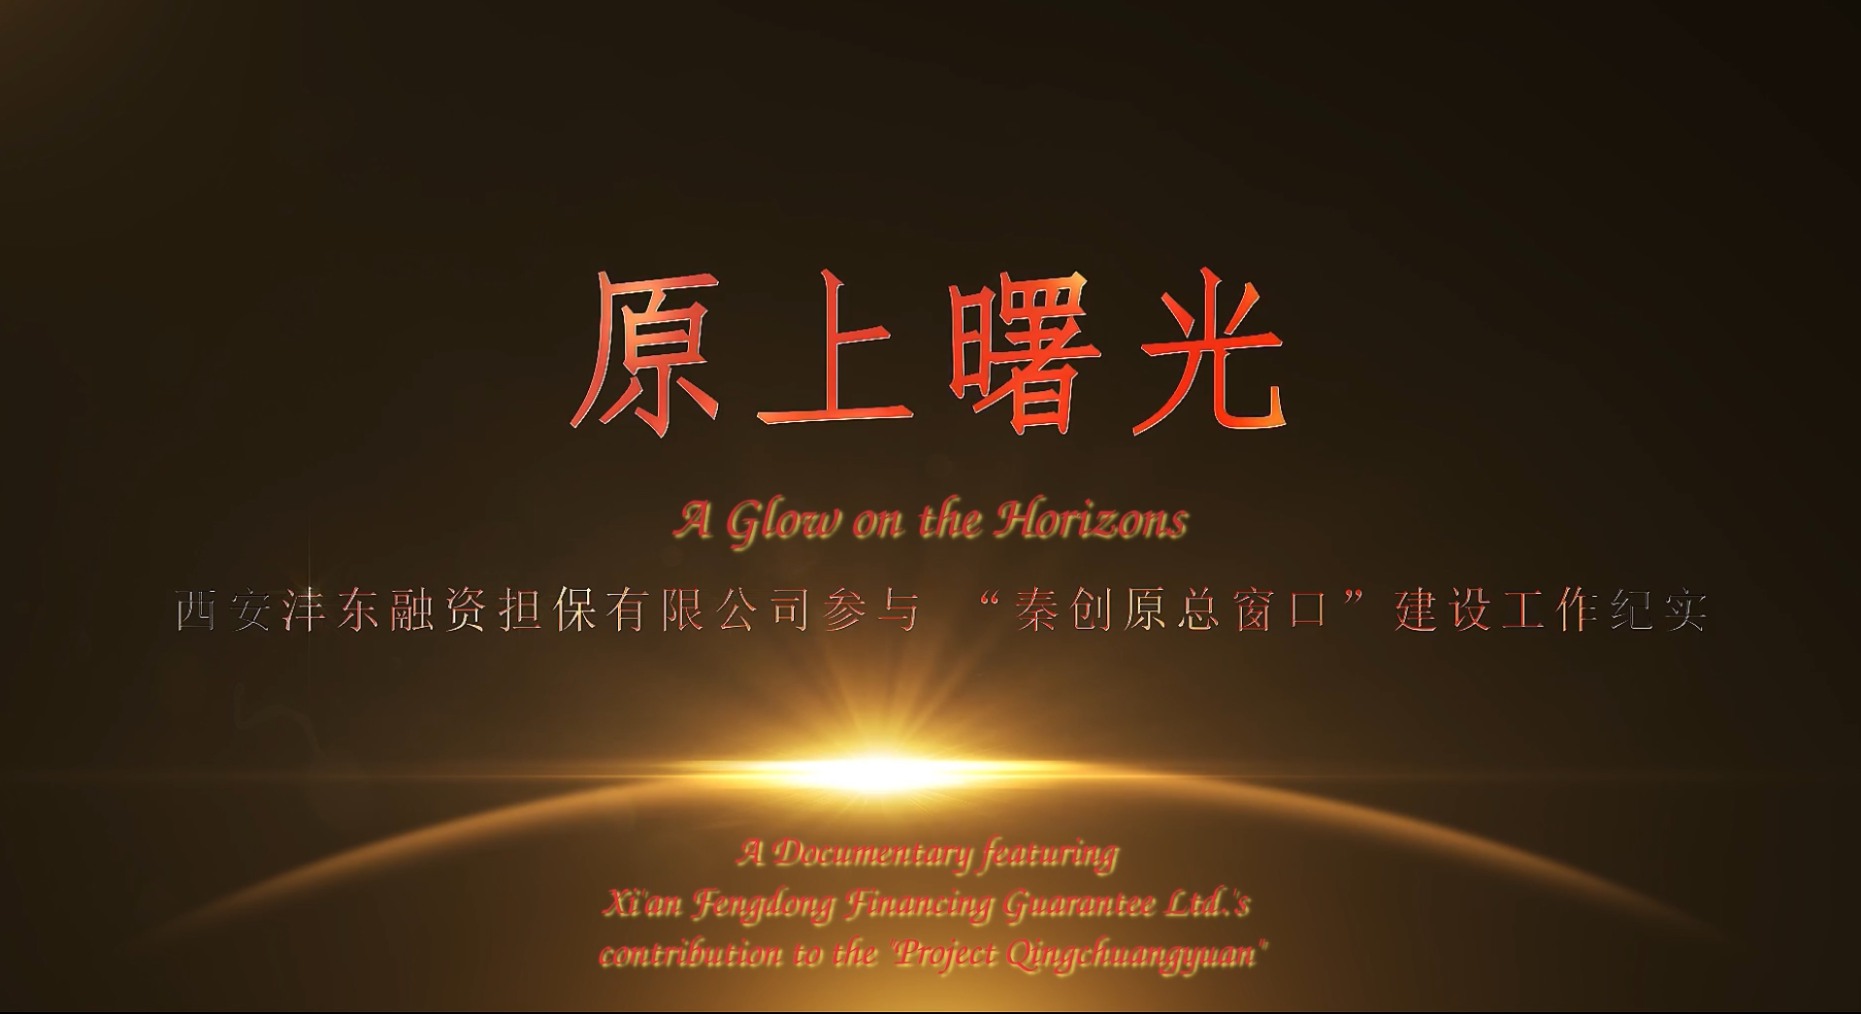 原上曙光
A Glow on the Horizons
西安沣东融资担保有限公司参与 “秦创原总窗口” 建设工作纪实
A Documentary featuring
Xi'an Fengdong Financing Guarantee Ltd.'s
contribution to the "Project Qingchuangyuan"